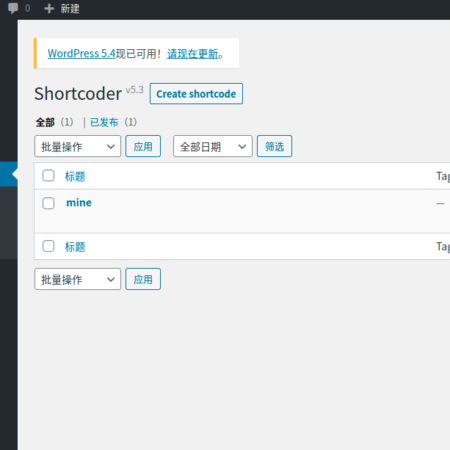 0 新建
WordPress 5.4现已可用！请现在更新。
Shortcoder v5.3 Create shortcode
全部（1） | 已发布（1）
批量操作 应用 全部日期 筛选
标题
mine —
标题
批量操作 应用